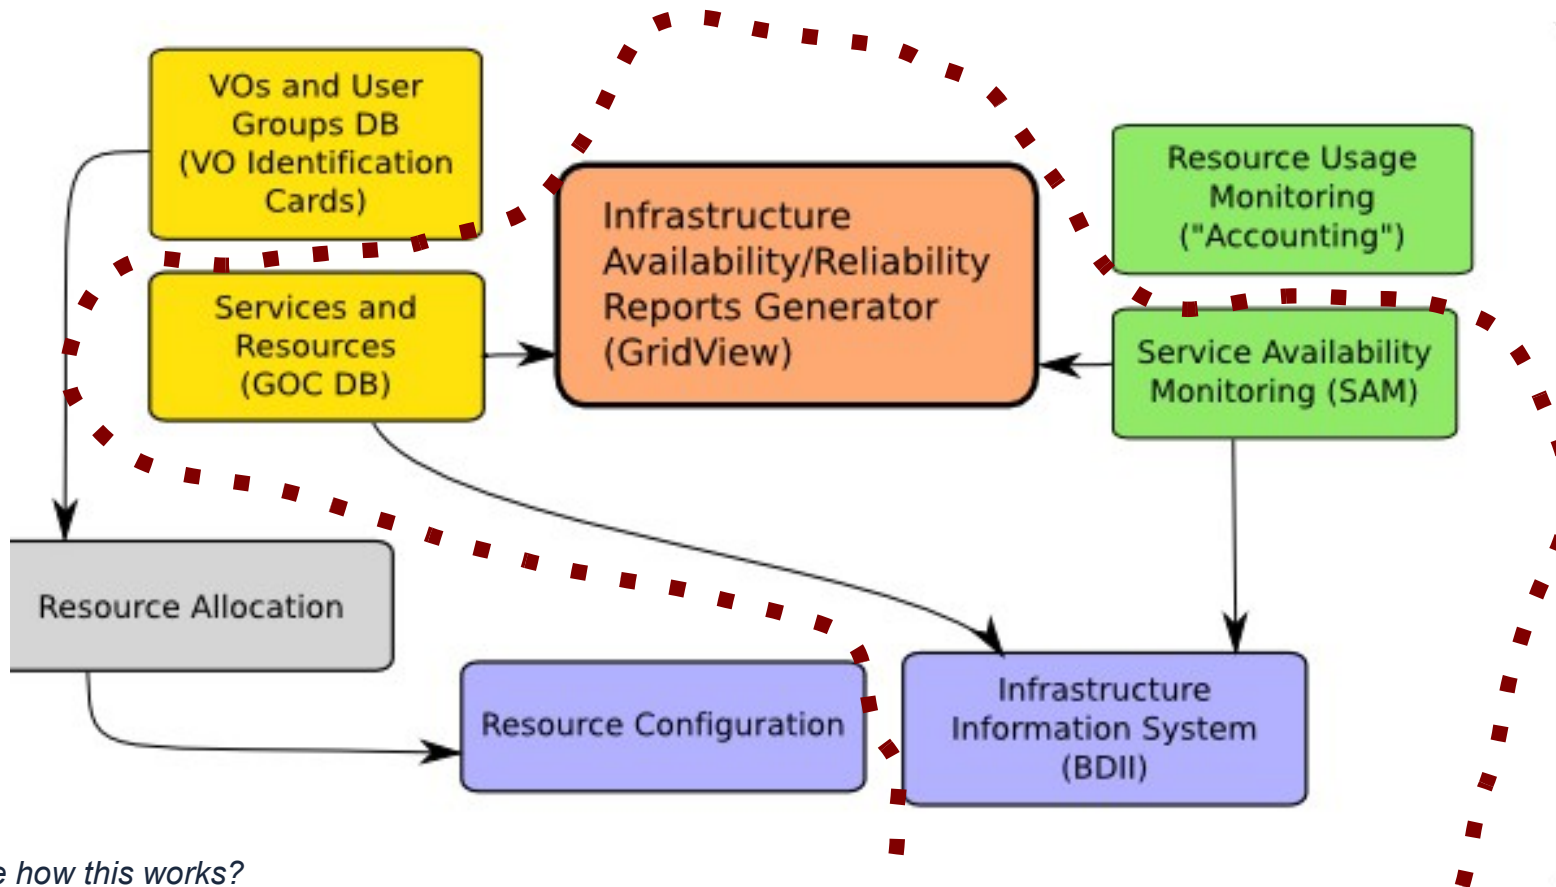 VOs and User
Groups DB
(VO Identification
Cards)
Services and
Resources
(GOC DB)
Infrastructure
Availability/Reliability
Reports Generator
(GridView)
Resource Usage
Monitoring
("Accounting")
Service Availability
Monitoring (SAM)
Resource Allocation
Resource Configuration
Infrastructure
Information System
(BDII)
how this works?